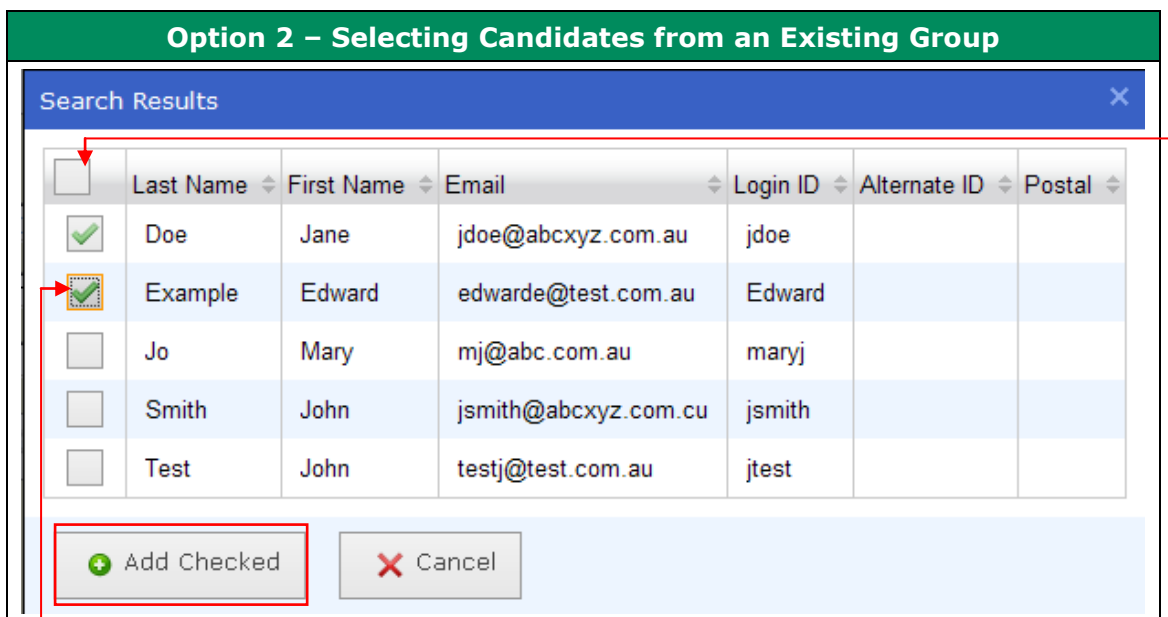 Option 2 – Selecting Candidates from an Existing Group
Search Results
Last Name First Name Email Login ID Alternate ID Postal
Doe Jane jdoe@abcxyz.com.au jdoe
Example Edward edwarde@test.com.au Edward
Jo Mary mj@abc.com.au maryj
Smith John jsmith@abcxyz.com.cu jsmith
Test John testj@test.com.au jtest
Add Checked Cancel